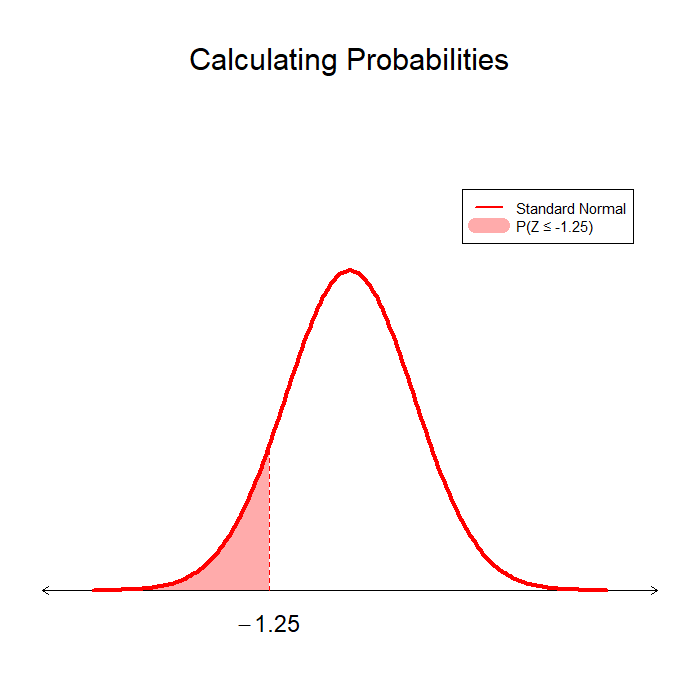 Calculating Probabilities
Standard Normal
P(Z ≤ -1.25)
−1.25